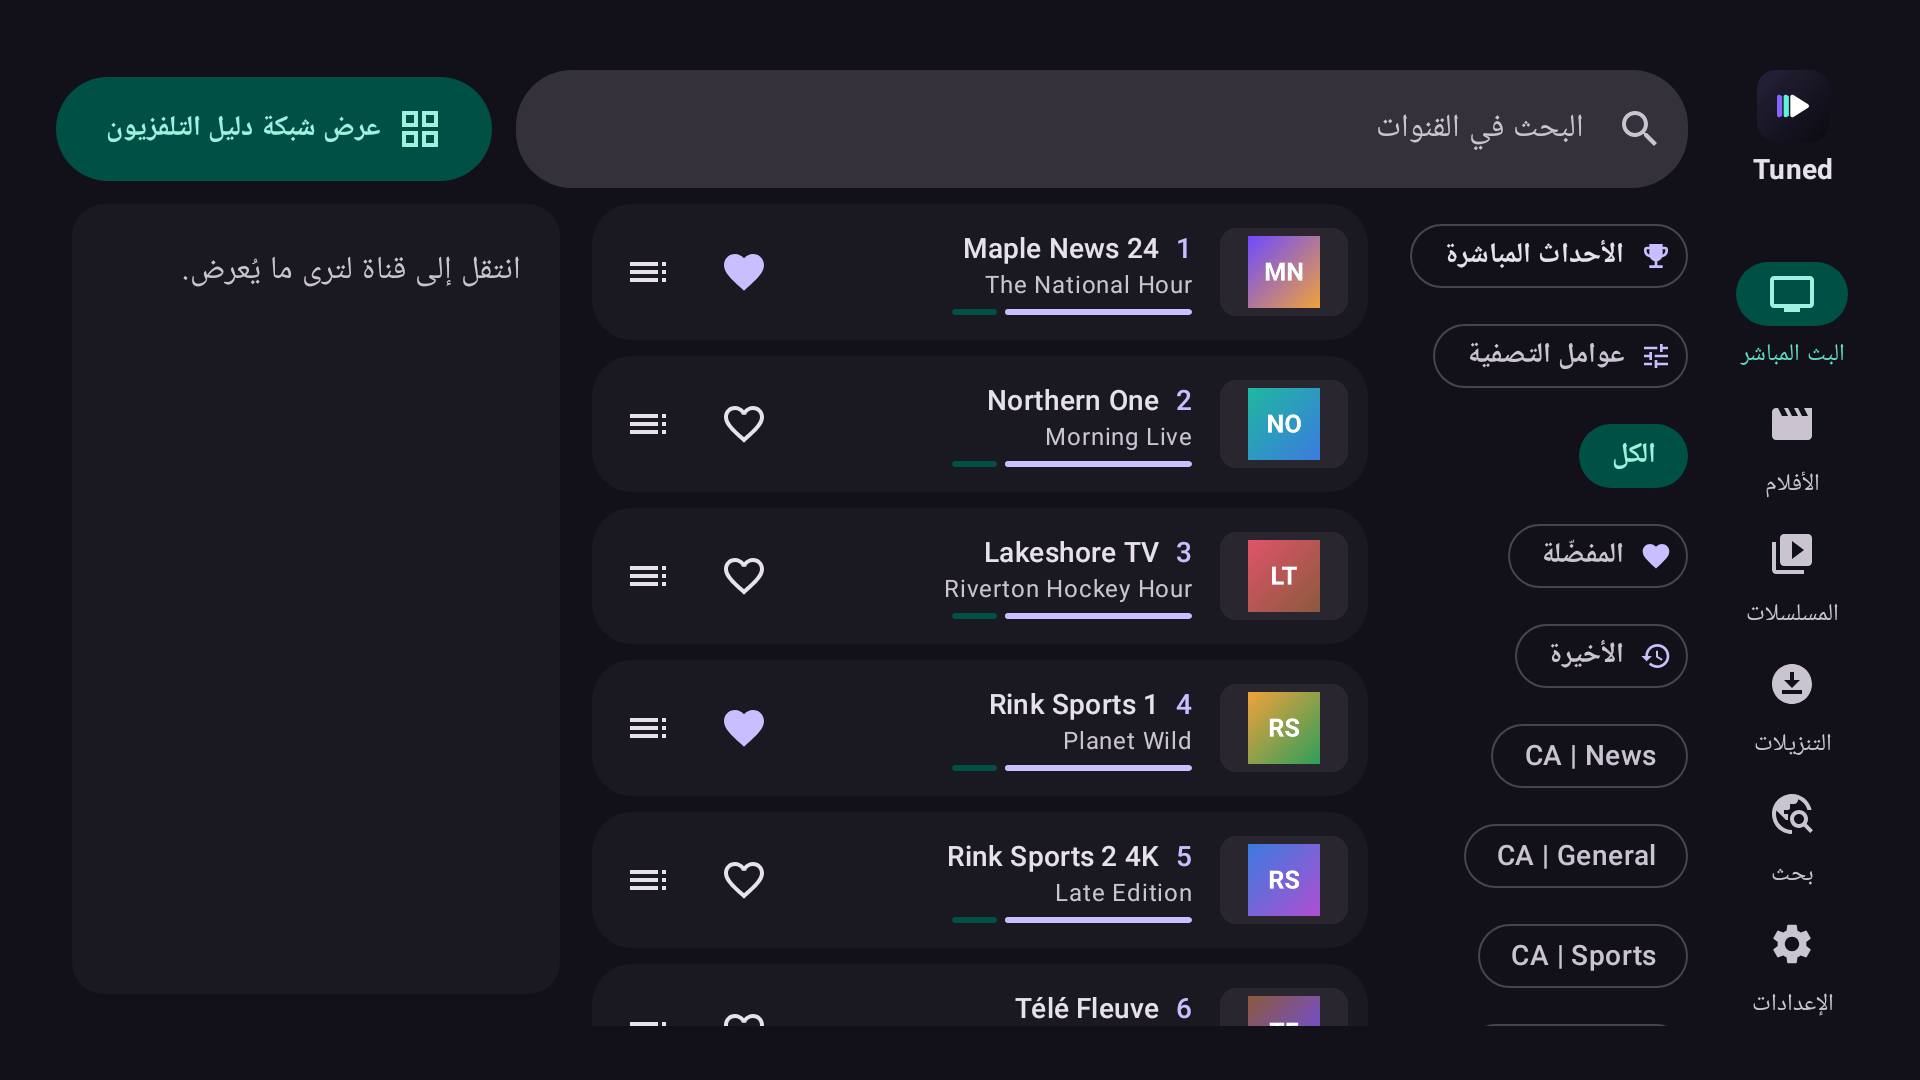 Tuned
البث المباشر
الأفلام
المسلسلات
التنزيلات
بحث
الإعدادات
البحث في القنوات
عرض شبكة دليل التلفزيون
الأحداث المباشرة
عوامل التصفية
الكل
المفضّلة
الأخيرة
CA | News
CA | General
CA | Sports
MN
1 Maple News 24
The National Hour
NO
2 Northern One
Morning Live
LT
3 Lakeshore TV
Riverton Hockey Hour
RS
4 Rink Sports 1
Planet Wild
RS
5 Rink Sports 2 4K
Late Edition
6 Télé Fleuve
انتقل إلى قناة لترى ما يُعرض.